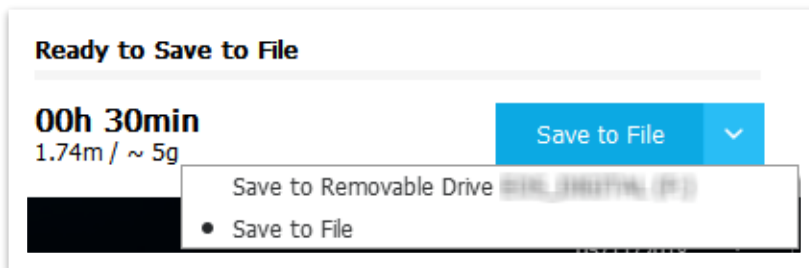 Ready to Save to File
00h 30min
Save to File
1.74m / ~ 5g
Save to Removable Drive
Save to File